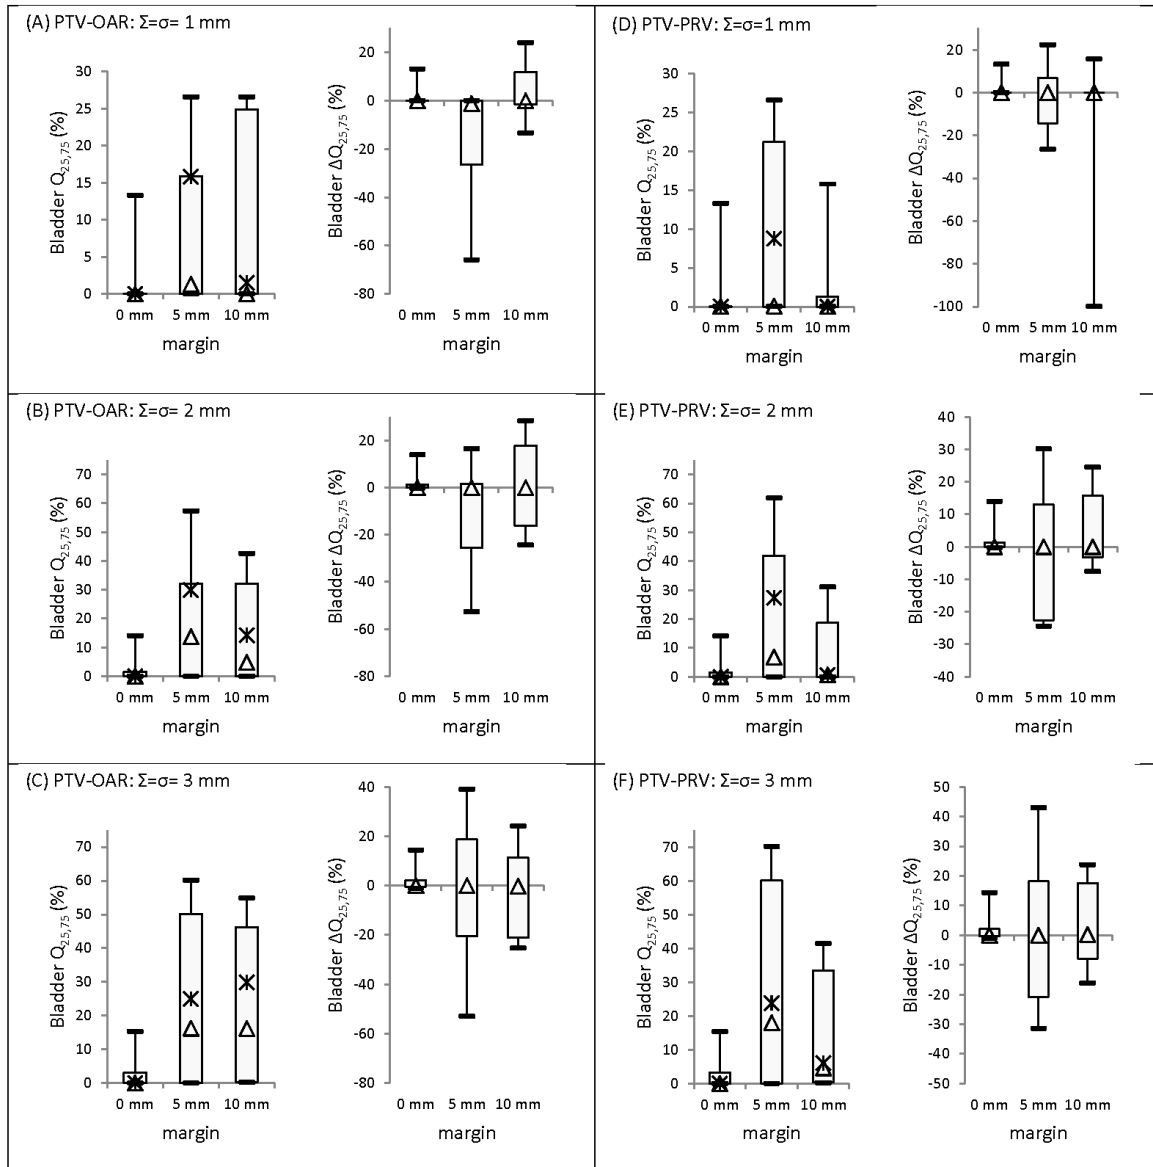 (A) PTV-OAR: Σ=σ= 1 mm
Bladder Q25,75 (%)
30
25
20
15
10
5
0
0 mm 5 mm 10 mm
margin
Bladder ΔQ25,75 (%)
20
0
-20
-40
-60
-80
0 mm 5 mm 10 mm
margin
(D) PTV-PRV: Σ=σ=1 mm
Bladder Q25,75 (%)
30
25
20
15
10
5
0
0 mm 5 mm 10 mm
margin
Bladder ΔQ25,75 (%)
20
0
-20
-40
-60
-80
-100
0 mm 5 mm 10 mm
margin
(B) PTV-OAR: Σ=σ= 2 mm
Bladder Q25,75 (%)
70
60
50
40
30
20
10
0
0 mm 5 mm 10 mm
margin
Bladder ΔQ25,75 (%)
20
0
-20
-40
-60
-80
0 mm 5 mm 10 mm
margin
(E) PTV-PRV: Σ=σ= 2 mm
Bladder Q25,75 (%)
70
60
50
40
30
20
10
0
0 mm 5 mm 10 mm
margin
Bladder ΔQ25,75 (%)
40
30
20
10
0
-10
-20
-30
-40
0 mm 5 mm 10 mm
margin
(C) PTV-OAR: Σ=σ= 3 mm
Bladder Q25,75 (%)
70
60
50
40
30
20
10
0
0 mm 5 mm 10 mm
margin
Bladder ΔQ25,75 (%)
40
20
0
-20
-40
-60
-80
0 mm 5 mm 10 mm
margin
(F) PTV-PRV: Σ=σ= 3 mm
Bladder Q25,75 (%)
70
60
50
40
30
20
10
0
0 mm 5 mm 10 mm
margin
Bladder ΔQ25,75 (%)
50
40
30
20
10
0
-10
-20
-30
-40
-50
0 mm 5 mm 10 mm
margin